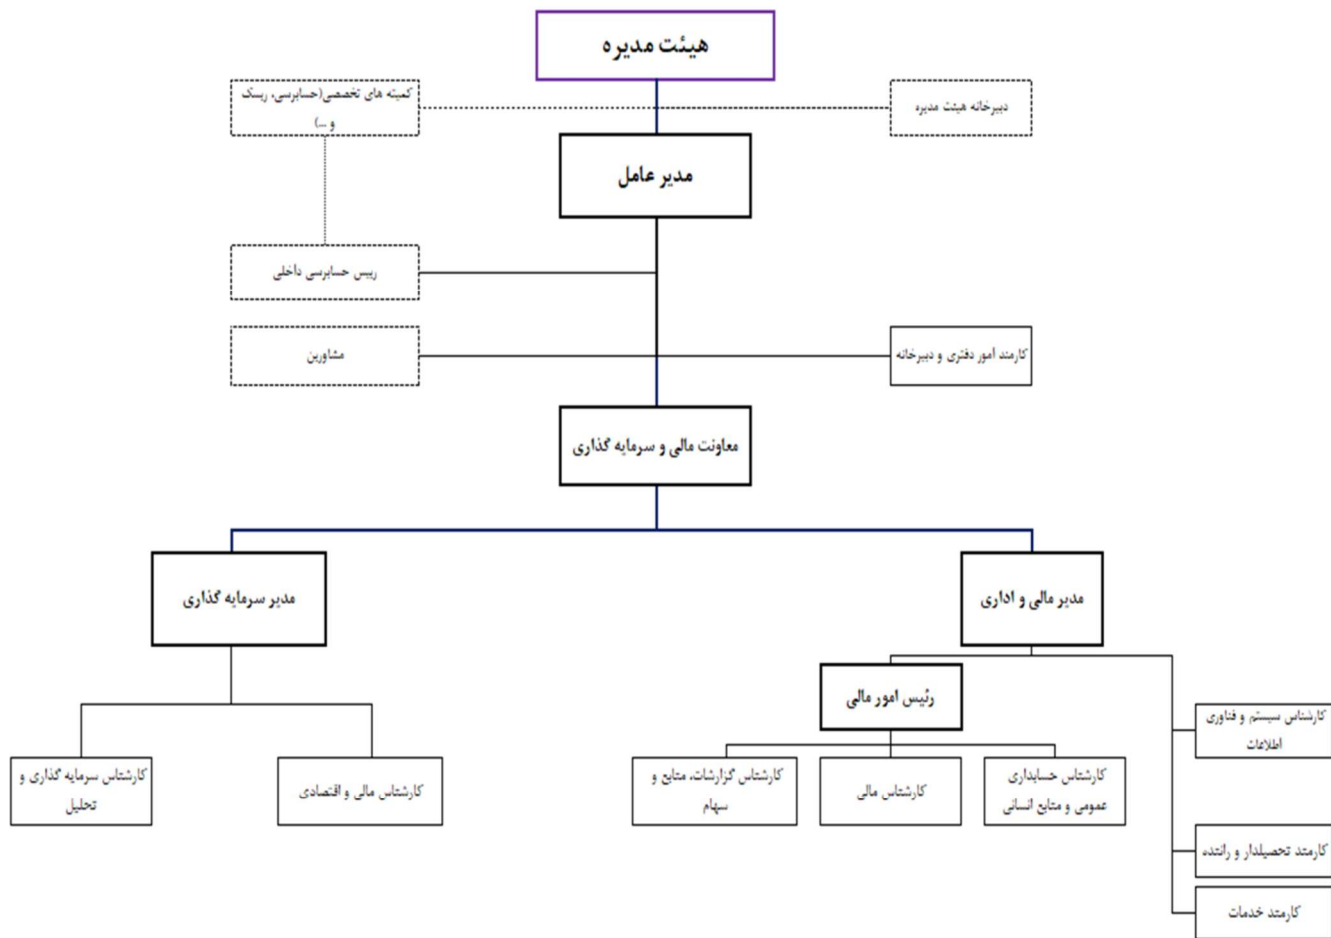 هیئت مدیره
کمیته های تخصصی(حسابرسی، ریسک
و ...)
دبیرخانه هیئت مدیره
مدیر عامل
رییس حسابرسی داخلی
مشاورین
کارمند امور دفتری و دبیرخانه
معاونت مالی و سرمایه گذاری
مدیر مالی و اداری
مدیر سرمایه گذاری
رئیس امور مالی
کارشناس سیستم و فناوری
اطلاعات
کارشناس حسابداری
عمومی و منابع انسانی
کارشناس مالی
کارشناس گزارشات، منابع و
سهام
کارشناس مالی و اقتصادی
کارشناس سرمایه گذاری و
تحلیل
کارمند تحصیلدار و راننده
کارمند خدمات